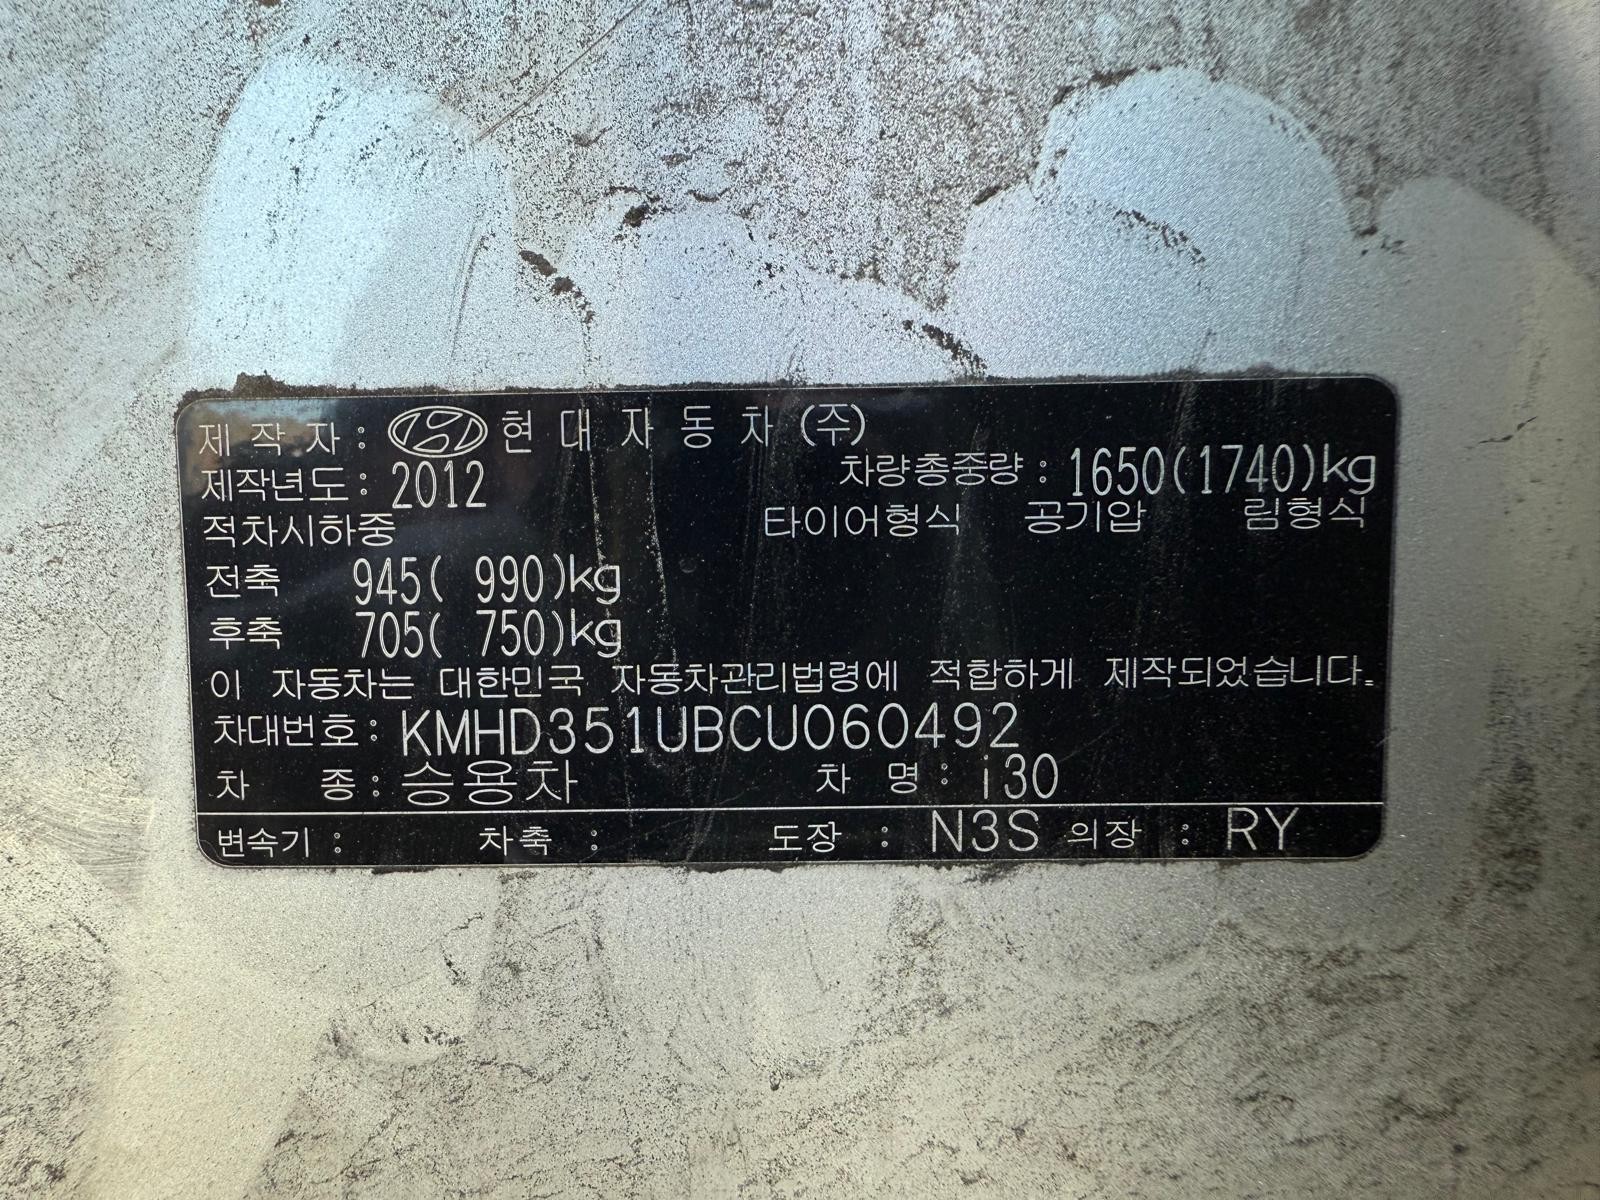 제 작 자 : 현 대 자 동 차 (주)
제작년도 : 2012 차량총중량 : 1650(1740)kg
적차시하중 타이어형식 공기압 림형식
전축 945( 990)kg
후축 705( 750)kg
이 자동차는 대한민국 자동차관리법령에 적합하게 제작되었습니다.
차대번호 : KMHD351UBCU060492
차 종 : 승용차 차 명 : i30
변속기 : 차축 : 도장 : N3S 의장 : RY